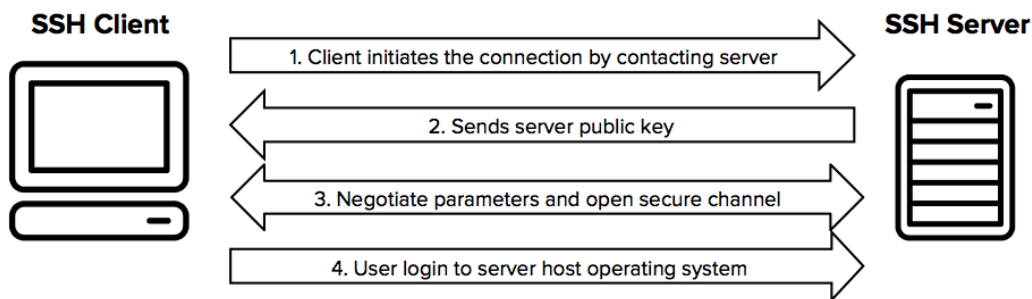 SSH Client
SSH Server
1. Client initiates the connection by contacting server
2. Sends server public key
3. Negotiate parameters and open secure channel
4. User login to server host operating system